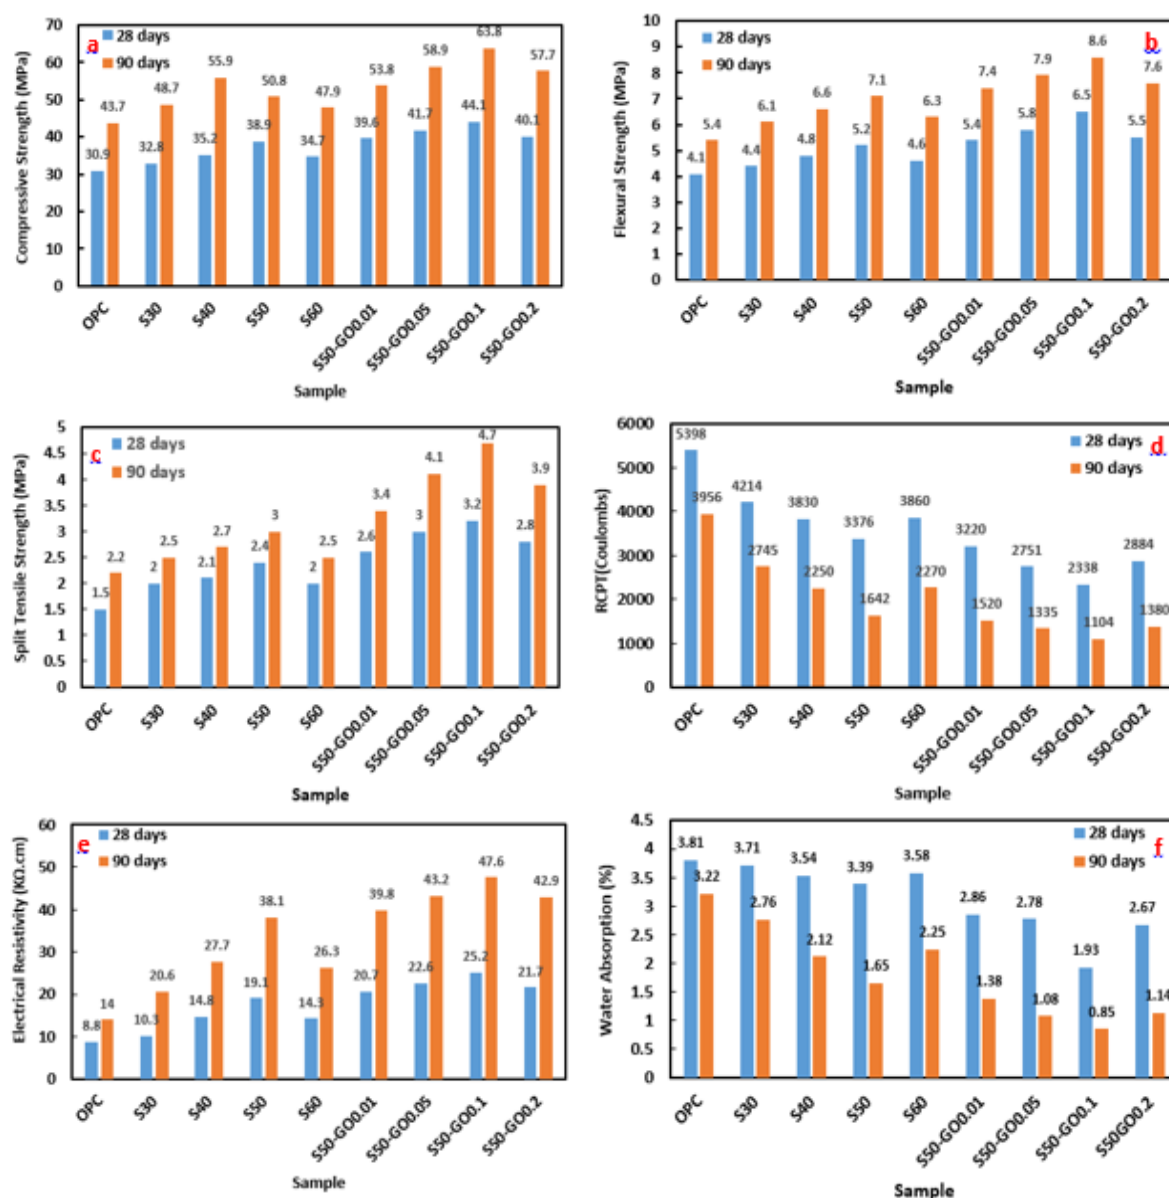 a
28 days
90 days
Compressive Strength (MPa)
70
60
50
40
30
20
10
0
30.9
43.7
32.8
48.7
35.2
55.9
38.9
50.8
34.7
47.9
39.6
53.8
41.7
58.9
44.1
63.8
40.1
57.7
OPC
S30
S40
S50
S60
S50-GO0.01
S50-GO0.05
S50-GO0.1
S50-GO0.2
Sample
b
28 days
90 days
Flexural Strength (MPa)
10
9
8
7
6
5
4
3
2
1
0
4.1
5.4
4.4
6.1
4.8
6.6
5.2
7.1
4.6
6.3
5.4
7.4
5.8
7.9
6.5
8.6
5.5
7.6
OPC
S30
S40
S50
S60
S50-GO0.01
S50-GO0.05
S50-GO0.1
S50-GO0.2
Sample
c
28 days
90 days
Split Tensile Strength (MPa)
5
4.5
4
3.5
3
2.5
2
1.5
1
0.5
0
1.5
2.2
2
2.5
2.1
2.7
2.4
3
2
2.5
2.6
3.4
3
4.1
3.2
4.7
2.8
3.9
OPC
S30
S40
S50
S60
S50-GO0.01
S50-GO0.05
S50-GO0.1
S50-GO0.2
Sample
d
28 days
90 days
RCPT(Coulombs)
6000
5000
4000
3000
2000
1000
0
5398
3956
4214
2745
3830
2250
3376
1642
3860
2270
3220
1520
2751
1335
2338
1104
2884
1380
OPC
S30
S40
S50
S60
S50-GO0.01
S50-GO0.05
S50-GO0.1
S50-GO0.2
Sample
e
28 days
90 days
Electrical Resistivity (KΩ.cm)
60
50
40
30
20
10
0
8.8
14
10.3
20.6
14.8
27.7
19.1
38.1
14.3
26.3
20.7
39.8
22.6
43.2
25.2
47.6
21.7
42.9
OPC
S30
S40
S50
S60
S50-GO0.01
S50-GO0.05
S50-GO0.1
S50-GO0.2
Sample
f
28 days
90 days
Water Absorption (%)
4.5
4
3.5
3
2.5
2
1.5
1
0.5
0
3.81
3.22
3.71
2.76
3.54
2.12
3.39
1.65
3.58
2.25
2.86
1.38
2.78
1.08
1.93
0.85
2.67
1.14
OPC
S30
S40
S50
S60
S50-GO0.01
S50-GO0.05
S50-GO0.1
S50GO0.2
Sample